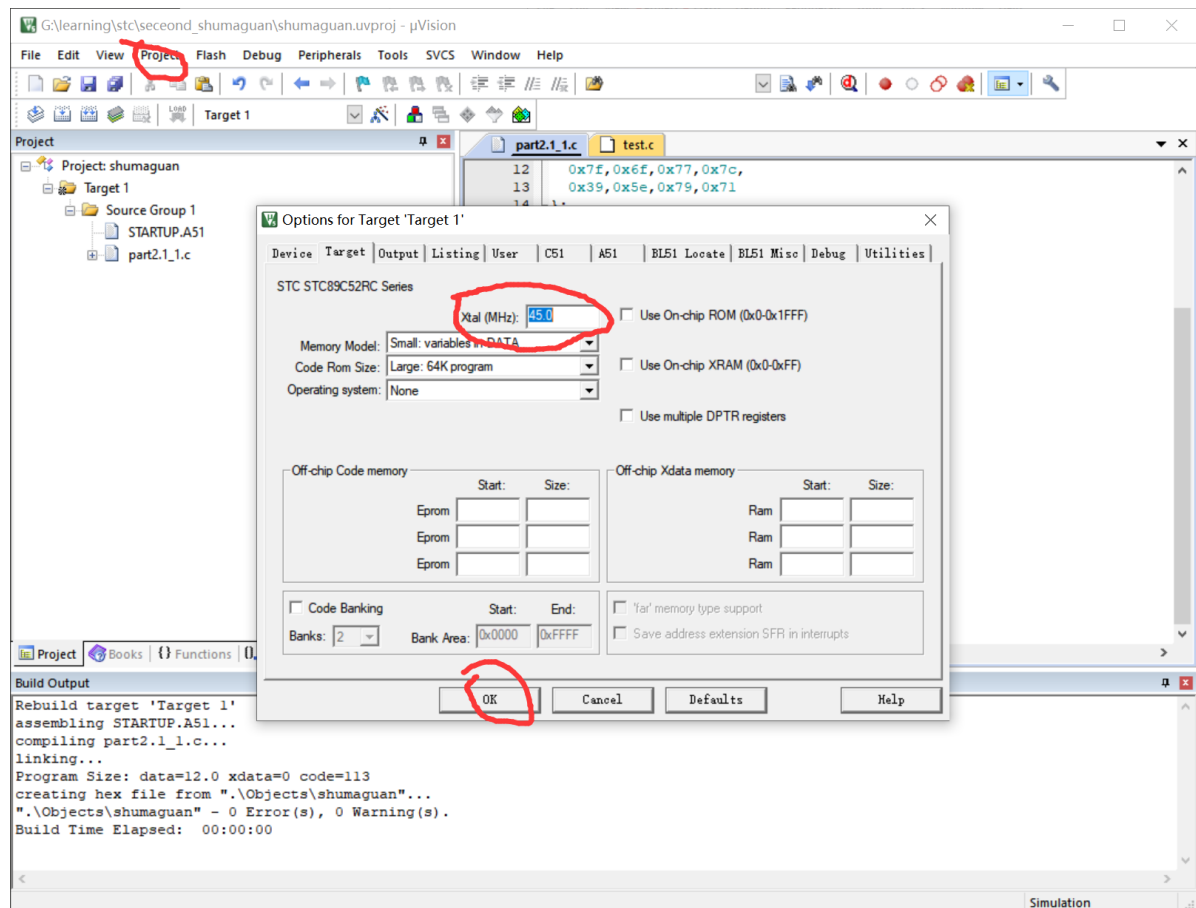 G:\learning\stc\seceond_shumaguan\shumaguan.uvproj - µVision
File Edit View Project Flash Debug Peripherals Tools SVCS Window Help
LOAD Target 1
Project
part2.1_1.c test.c
Project: shumaguan
Target 1
Source Group 1
STARTUP.A51
part2.1_1.c
12 0x7f,0x6f,0x77,0x7c,
13 0x39,0x5e,0x79,0x71
14 };
Options for Target 'Target 1'
Device Target Output Listing User C51 A51 BL51 Locate BL51 Misc Debug Utilities
STC STC89C52RC Series
Xtal (MHz): 45.0
Use On-chip ROM (0x0-0x1FFF)
Memory Model: Small: variables in DATA
Code Rom Size: Large: 64K program
Use On-chip XRAM (0x0-0xFF)
Operating system: None
Use multiple DPTR registers
Off-chip Code memory
Start: Size:
Eprom
Eprom
Eprom
Off-chip Xdata memory
Start: Size:
Ram
Ram
Ram
Code Banking Start: End:
Banks: 2 Bank Area: 0x0000 0xFFFF
'far' memory type support
Save address extension SFR in interrupts
OK Cancel Defaults Help
Project Books {} Functions 0.
Build Output
Rebuild target 'Target 1'
assembling STARTUP.A51...
compiling part2.1_1.c...
linking...
Program Size: data=12.0 xdata=0 code=113
creating hex file from ".\Objects\shumaguan"...
".\Objects\shumaguan" - 0 Error(s), 0 Warning(s).
Build Time Elapsed: 00:00:00
Simulation